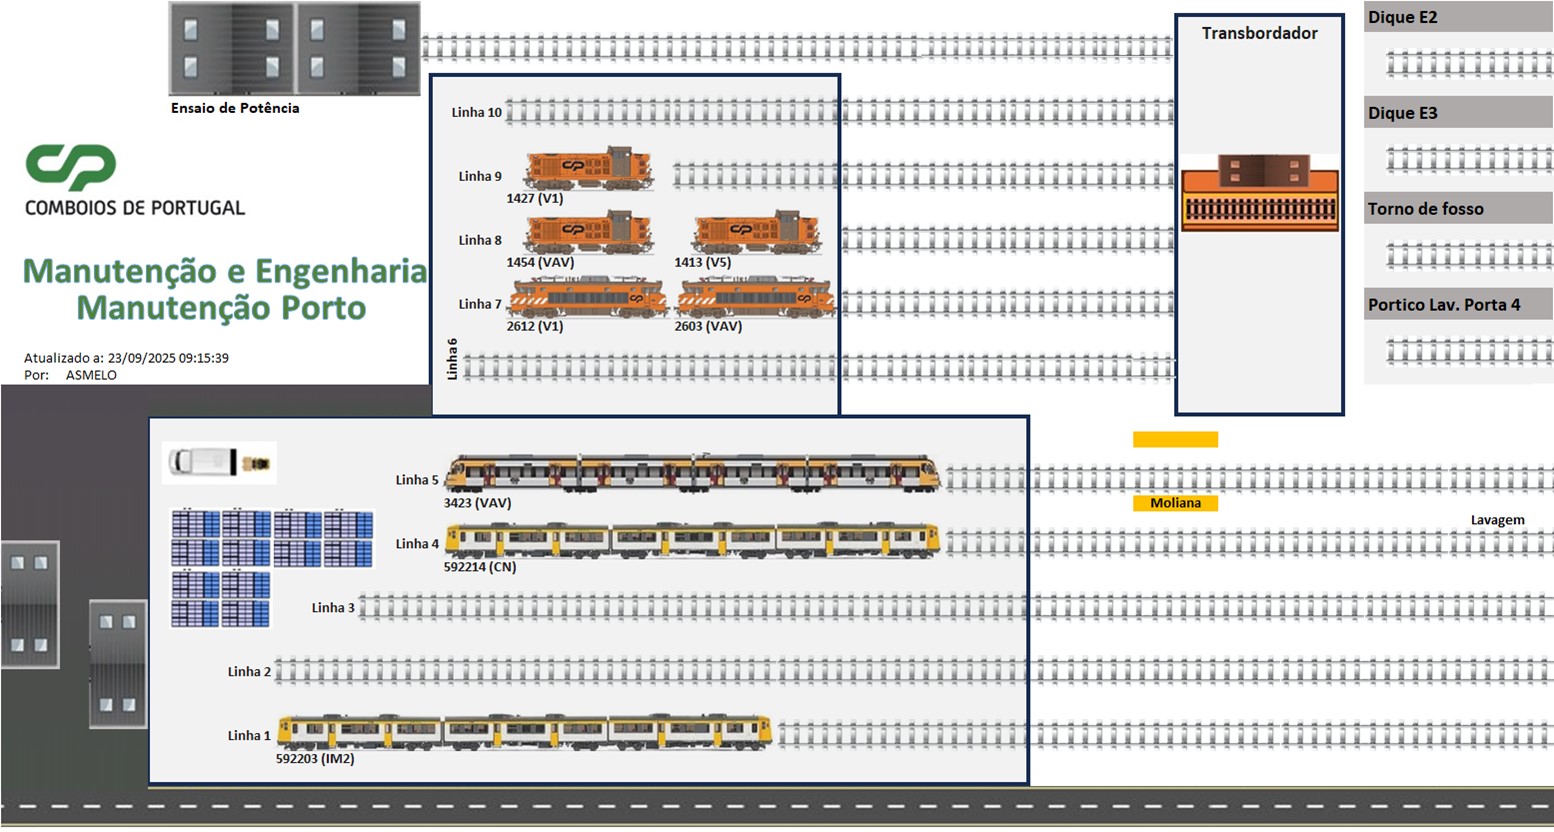 Ensaio de Potência
CP
COMBOIOS DE PORTUGAL
Manutenção e Engenharia
Manutenção Porto
Atualizado a: 23/09/2025 09:15:39
Por: ASMELO
Linha 10
Linha 9
1427 (V1)
Linha 8
1454 (VAV)
1413 (V5)
Linha 7
2612 (V1)
2603 (VAV)
Linha 6
Transbordador
Dique E2
Dique E3
Torno de fosso
Portico Lav. Porta 4
Linha 5
3423 (VAV)
Moliana
Lavagem
Linha 4
592214 (CN)
Linha 3
Linha 2
Linha 1
592203 (IM2)